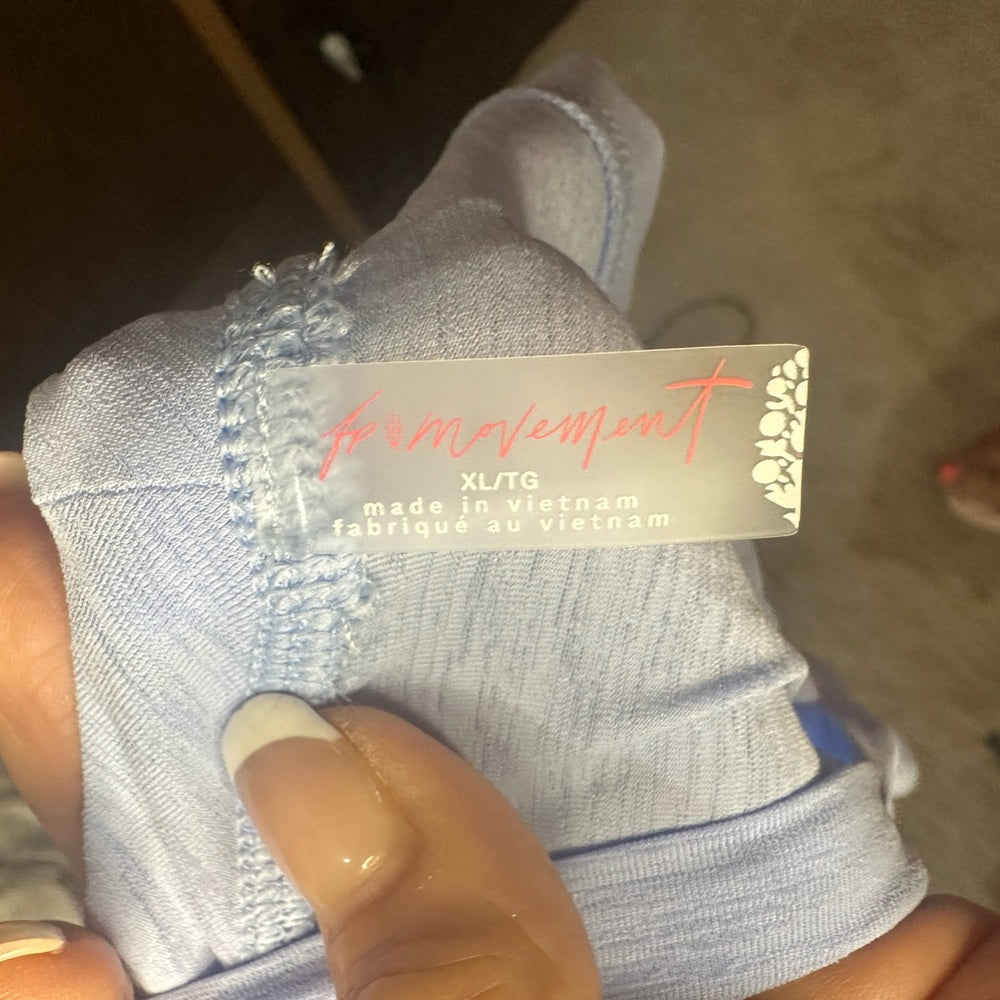 fp movement
XL/TG
made in vietnam
fabriqué au vietnam